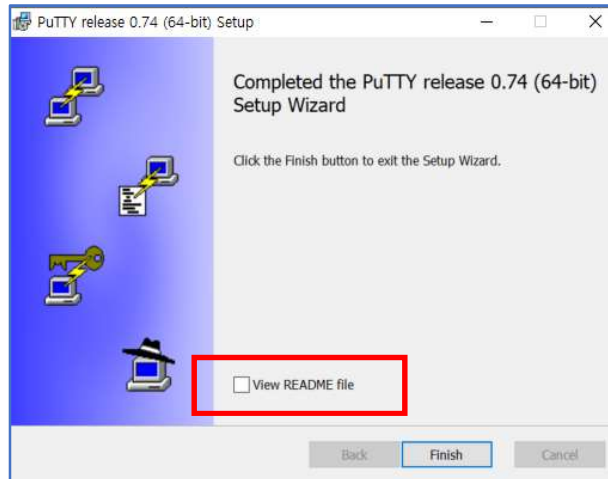 PuTTY release 0.74 (64-bit) Setup
Completed the PuTTY release 0.74 (64-bit)
Setup Wizard
Click the Finish button to exit the Setup Wizard.
View README file
Back Finish Cancel